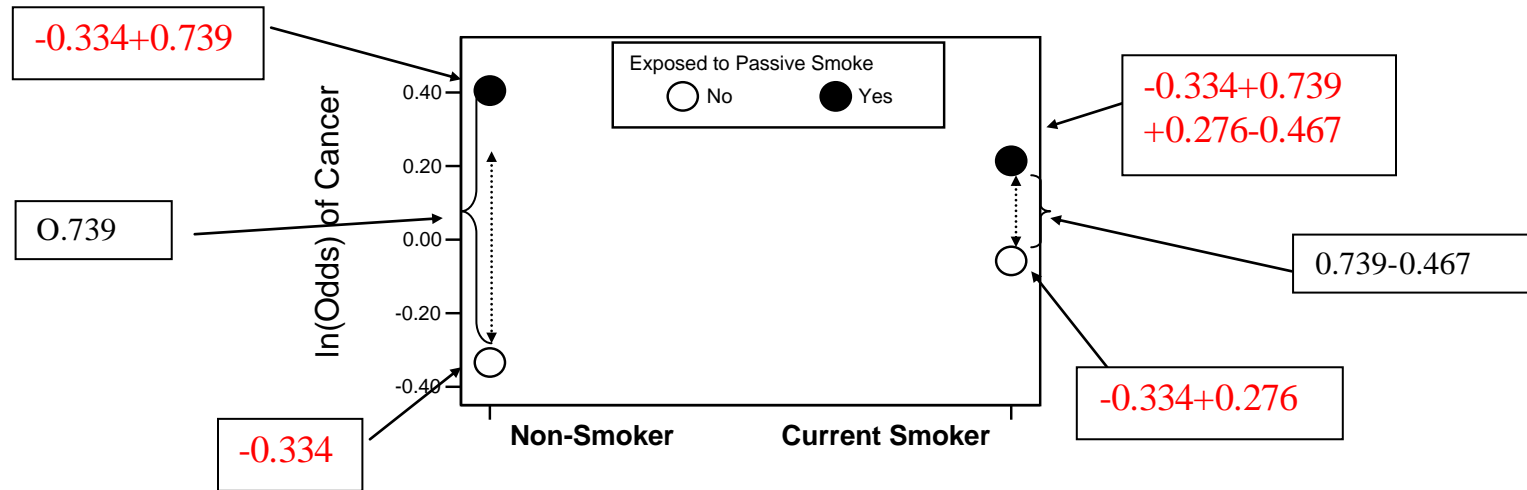 -0.334+0.739
Exposed to Passive Smoke
No Yes
-0.334+0.739
+0.276-0.467
ln(Odds) of Cancer
0.40
0.20
0.00
-0.20
-0.40
O.739
0.739-0.467
-0.334+0.276
-0.334
Non-Smoker Current Smoker